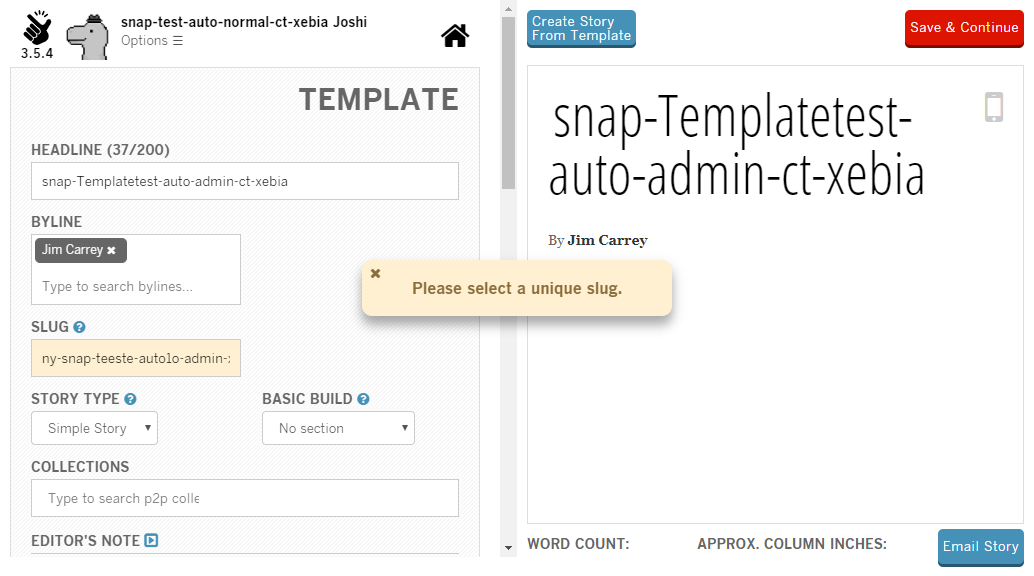 snap-test-auto-normal-ct-xebia Joshi
Options ☰
3.5.4
TEMPLATE
HEADLINE (37/200)
snap-Templatetest-auto-admin-ct-xebia
BYLINE
Jim Carrey ✖
Type to search bylines...
SLUG ?
ny-snap-teeste-auto1o-admin-
STORY TYPE ?
BASIC BUILD ?
Simple Story
No section
COLLECTIONS
Type to search p2p colle
EDITOR'S NOTE
Create Story
From Template
Save & Continue
snap-Templatetest-
auto-admin-ct-xebia
By Jim Carrey
✖
Please select a unique slug.
WORD COUNT:
APPROX. COLUMN INCHES:
Email Story